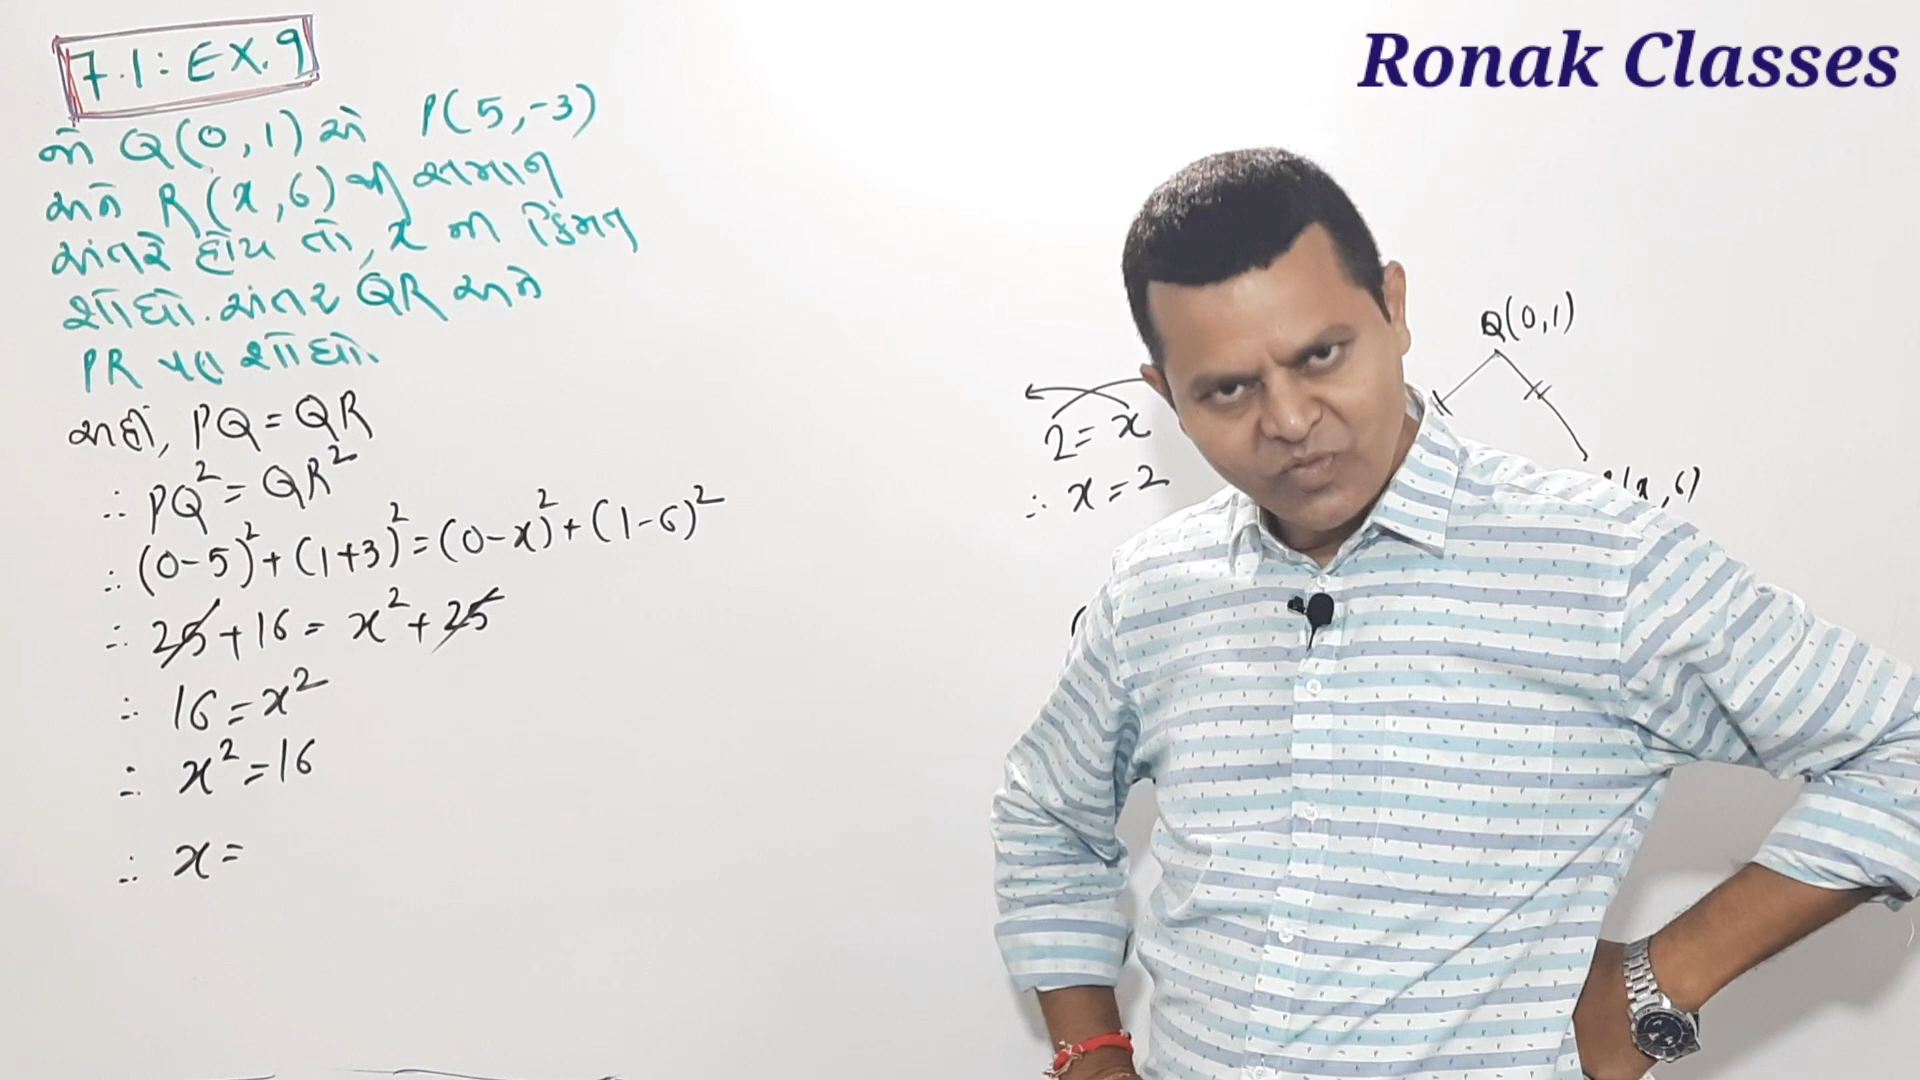 7.1: EX.9
Ronak Classes
જો Q(0,1) એ P(5,-3)
અને R(x,6) થી સમાન
અંતરે હોય તો, x ની કિંમત
શોધો. અંતર QR અને
PR પણ શોધો.
અહીં, PQ=QR
∴ PQ²=QR²
∴ (0-5)²+(1+3)²=(0-x)²+(1-6)²
∴ 25+16= x²+25
∴ 16=x²
∴ x²=16
∴ x=
2=x
∴ x=2
Q(0,1)
(x,6)